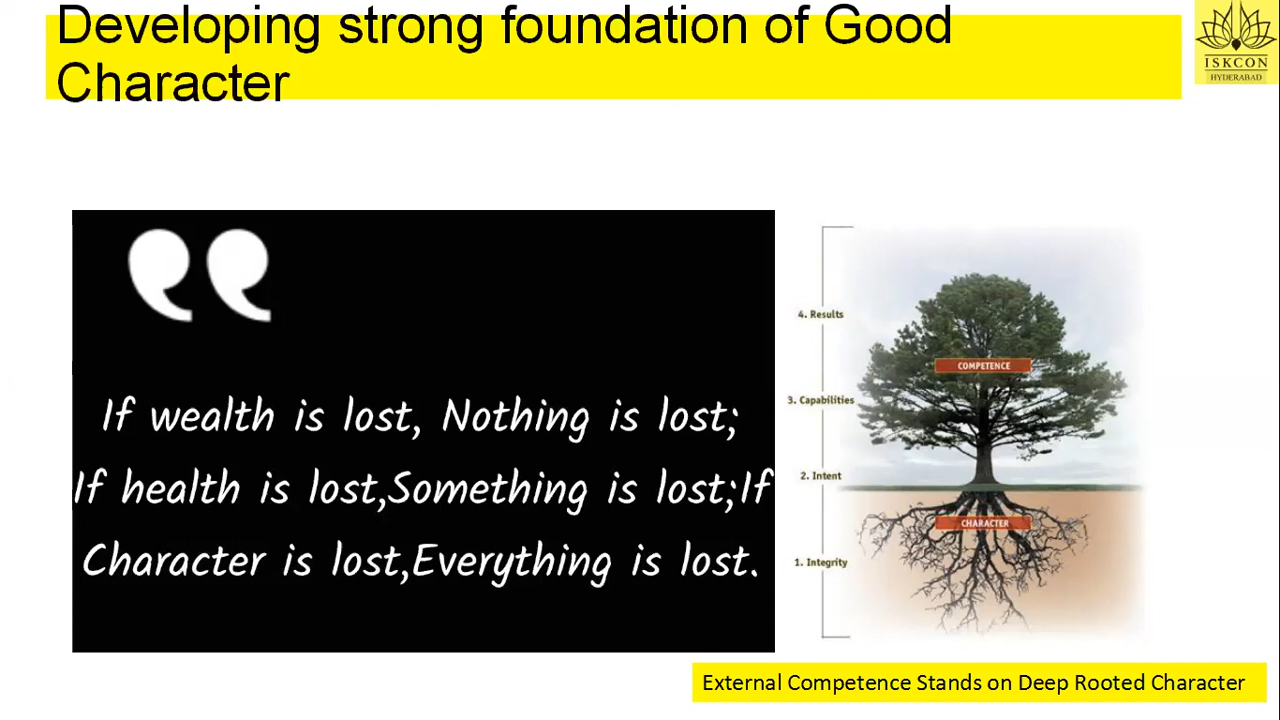 Developing strong foundation of Good
Character
ISKCON
HYDERABAD
If wealth is lost, Nothing is lost;
If health is lost,Something is lost;If
Character is lost,Everything is lost.
4. Results
COMPETENCE
3. Capabilities
2. Intent
CHARACTER
1. Integrity
External Competence Stands on Deep Rooted Character